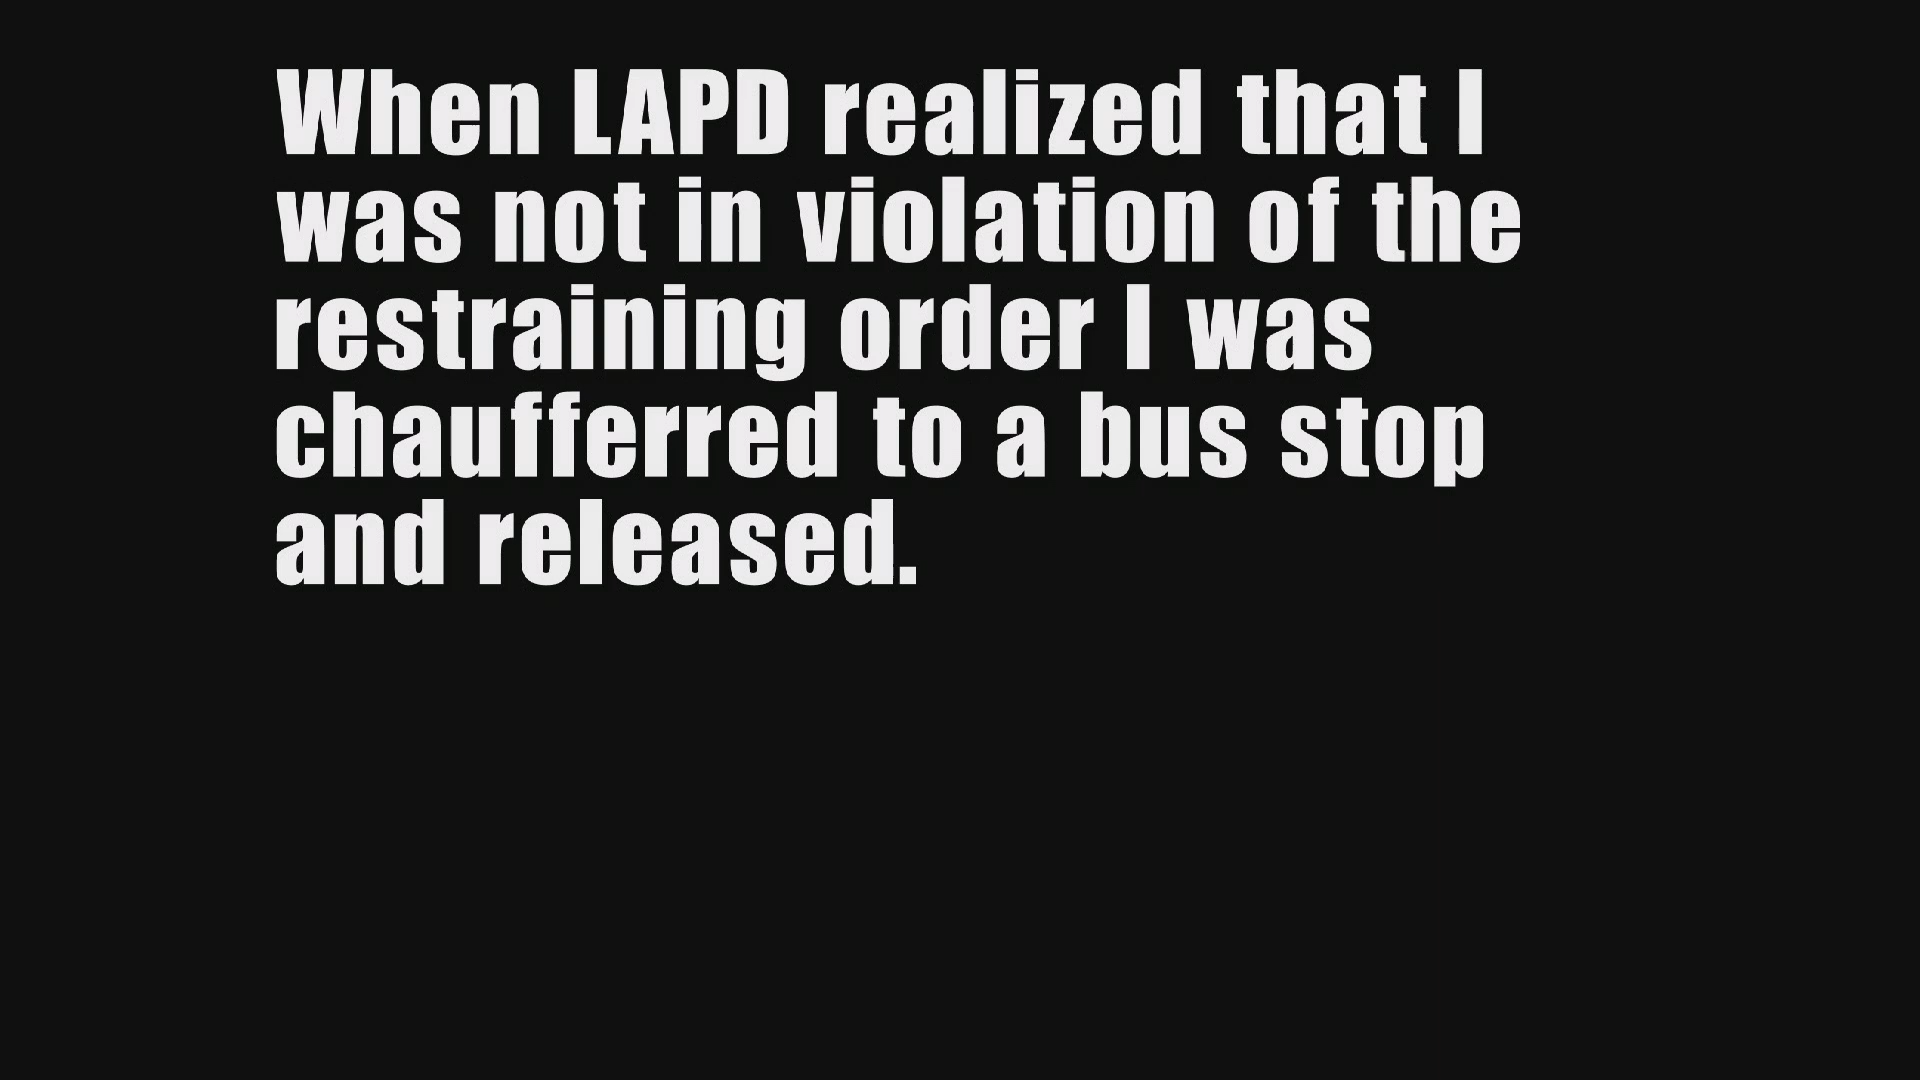 When LAPD realized that I
was not in violation of the
restraining order I was
chaufferred to a bus stop
and released.